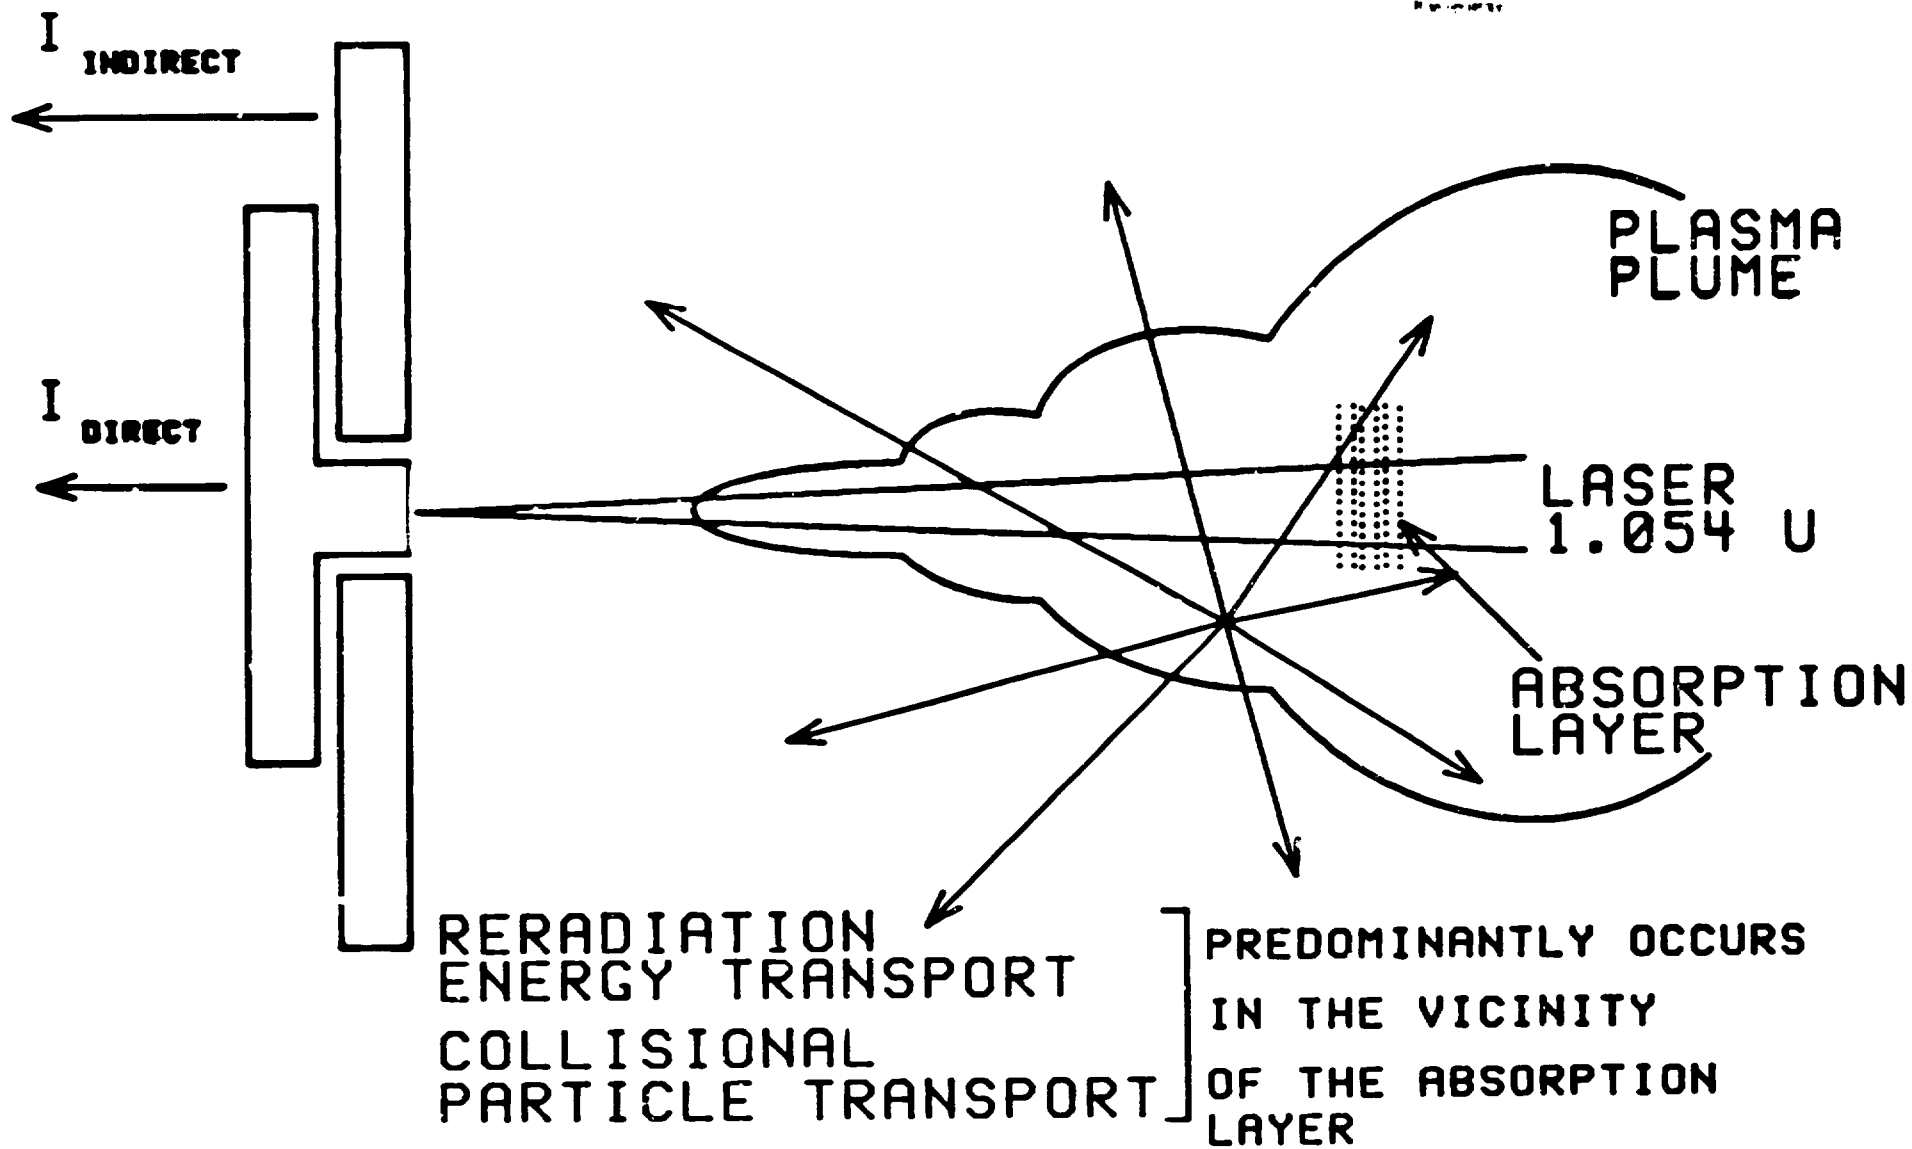 I INDIRECT
I DIRECT
PLASMA
PLUME
LASER
1.054 U
ABSORPTION
LAYER
RERADIATION
ENERGY TRANSPORT
COLLISIONAL
PARTICLE TRANSPORT
PREDOMINANTLY OCCURS
IN THE VICINITY
OF THE ABSORPTION
LAYER